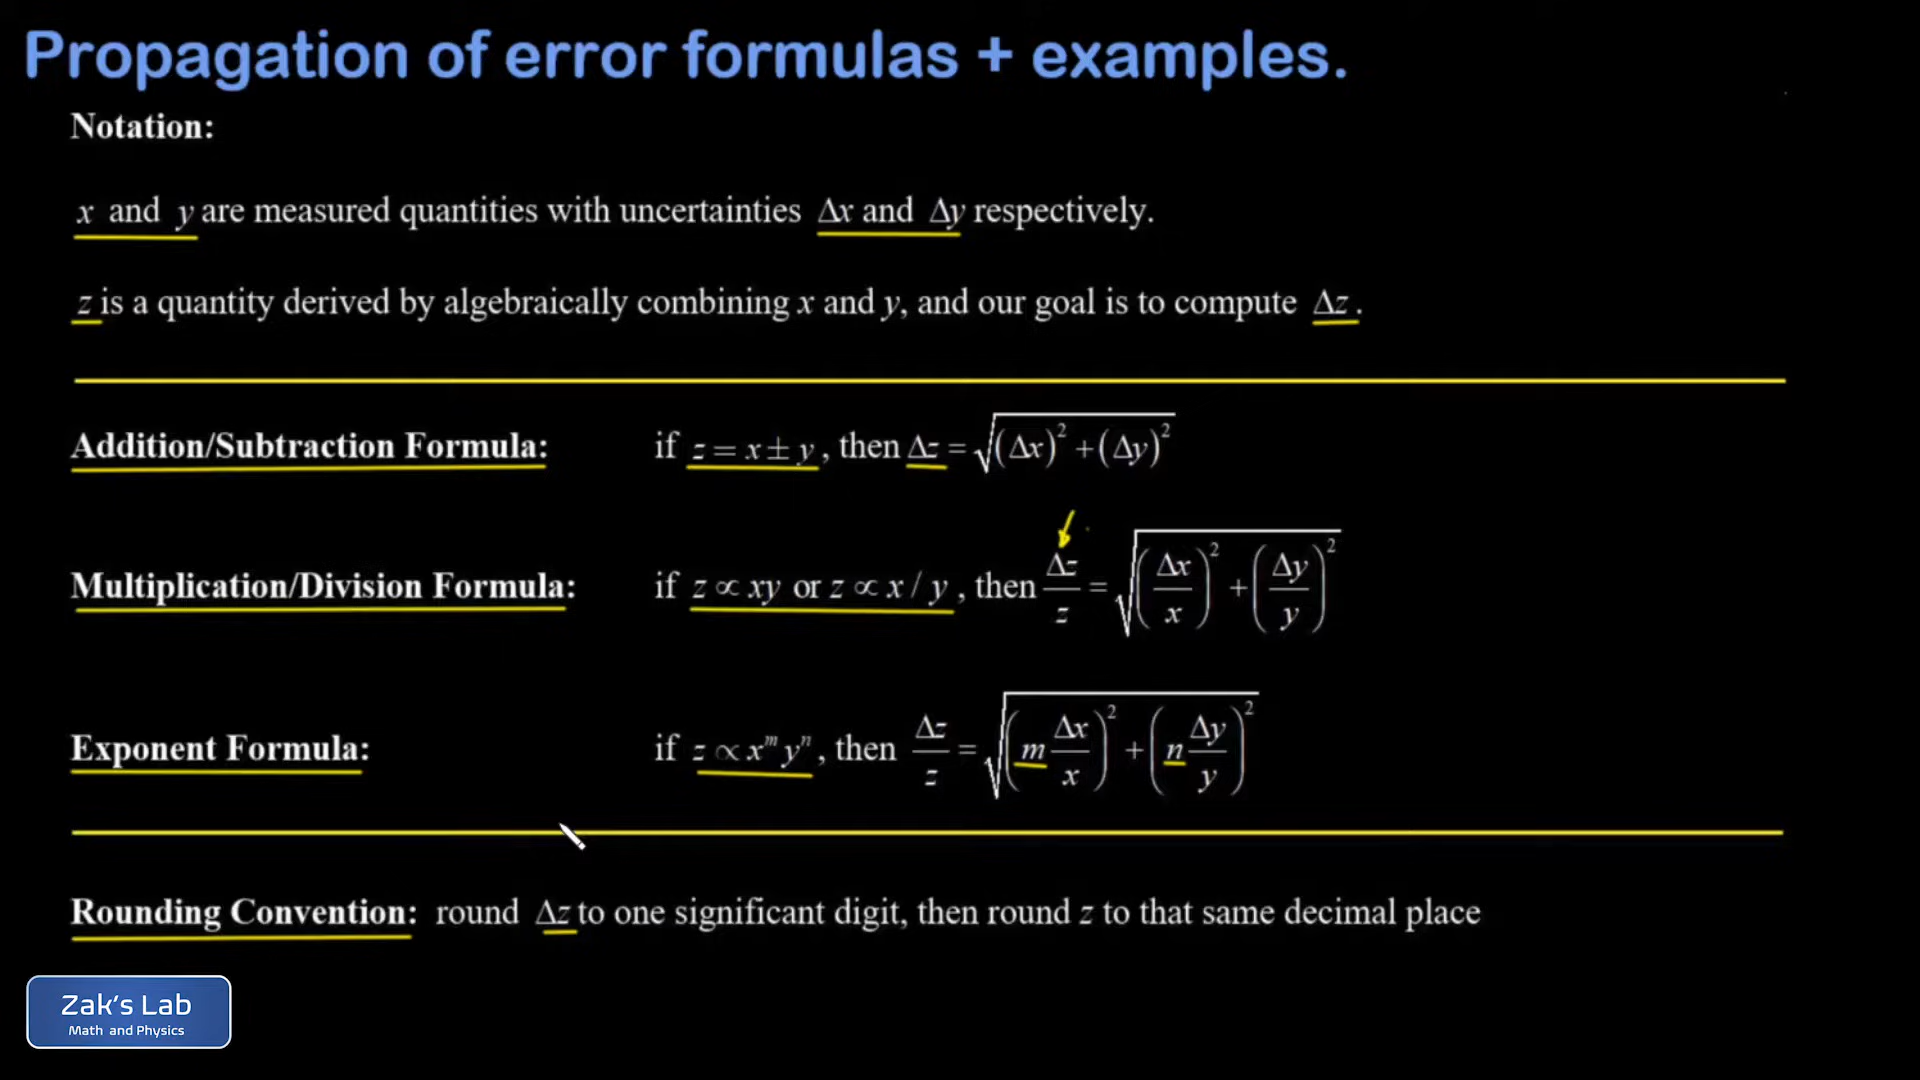 Propagation of error formulas + examples.
Notation:
x and y are measured quantities with uncertainties Δx and Δy respectively.
z is a quantity derived by algebraically combining x and y, and our goal is to compute Δz.
Addition/Subtraction Formula: if z = x ± y, then Δz = √((Δx)² + (Δy)²)
Multiplication/Division Formula: if z ∝ xy or z ∝ x / y, then Δz/z = √((Δx/x)² + (Δy/y)²)
Exponent Formula: if z ∝ xᵐyⁿ, then Δz/z = √((m Δx/x)² + (n Δy/y)²)
Rounding Convention: round Δz to one significant digit, then round z to that same decimal place
Zak's Lab
Math and Physics